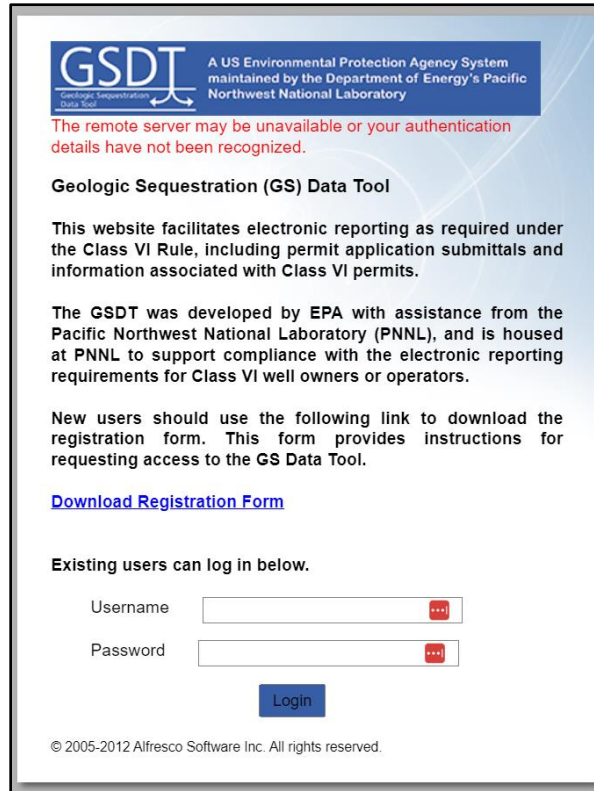 GSDT
Geologic Sequestration
Data Tool
A US Environmental Protection Agency System
maintained by the Department of Energy's Pacific
Northwest National Laboratory
The remote server may be unavailable or your authentication
details have not been recognized.
Geologic Sequestration (GS) Data Tool
This website facilitates electronic reporting as required under
the Class VI Rule, including permit application submittals and
information associated with Class VI permits.
The GSDT was developed by EPA with assistance from the
Pacific Northwest National Laboratory (PNNL), and is housed
at PNNL to support compliance with the electronic reporting
requirements for Class VI well owners or operators.
New users should use the following link to download the
registration form. This form provides instructions for
requesting access to the GS Data Tool.
Download Registration Form
Existing users can log in below.
Username
Password
Login
© 2005-2012 Alfresco Software Inc. All rights reserved.